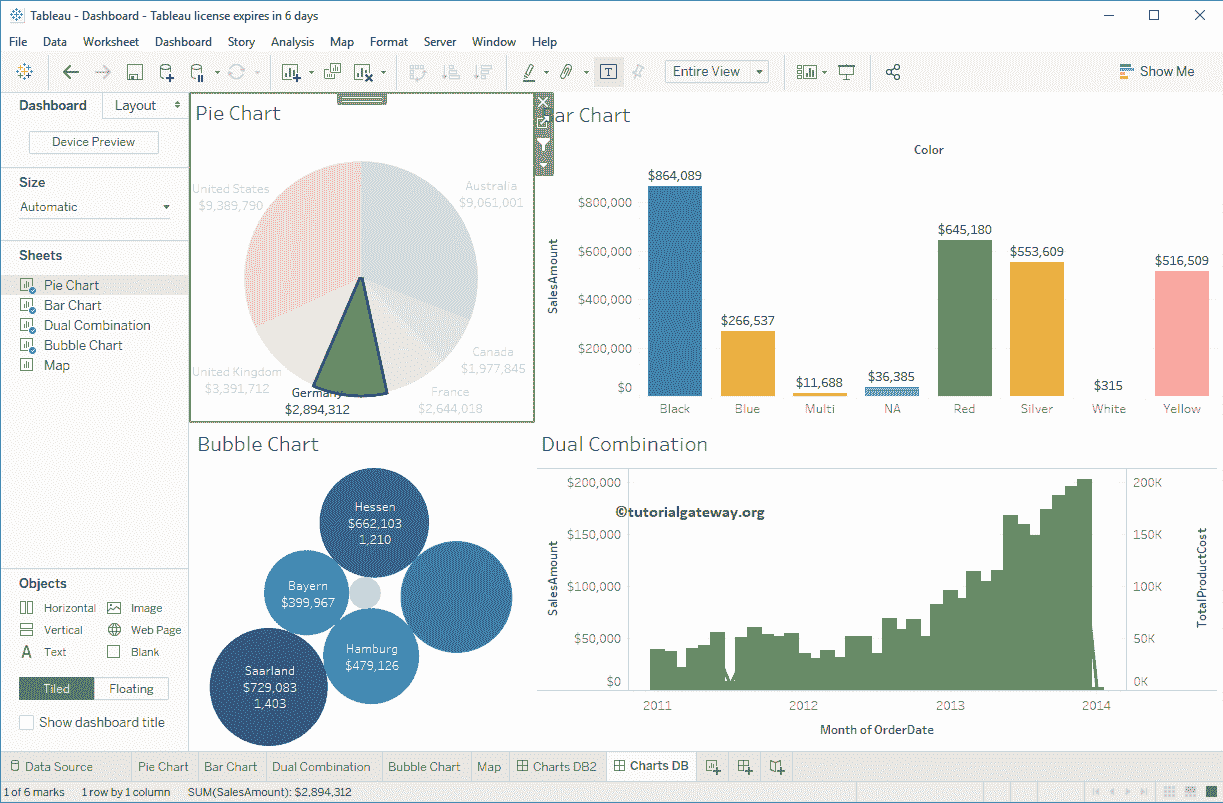 Tableau - Dashboard - Tableau license expires in 6 days
File Data Worksheet Dashboard Story Analysis Map Format Server Window Help
Entire View
Show Me
Dashboard Layout
Device Preview
Size
Automatic
Sheets
Pie Chart
Bar Chart
Dual Combination
Bubble Chart
Map
Objects
Horizontal Image
Vertical Web Page
Text Blank
Tiled Floating
Show dashboard title
Pie Chart
United States
$9,389,790
Australia
$9,061,001
Canada
$1,977,845
United Kingdom
$3,391,712
France
$2,644,018
Germany
$2,894,312
ar Chart
Color
SalesAmount
$800,000
$600,000
$400,000
$200,000
$0
$864,089
$266,537
$11,688
$36,385
$645,180
$553,609
$315
$516,509
Black Blue Multi NA Red Silver White Yellow
Bubble Chart
Hessen
$662,103
1,210
Bayern
$399,967
Hamburg
$479,126
Saarland
$729,083
1,403
Dual Combination
©tutorialgateway.org
SalesAmount
$200,000
$150,000
$100,000
$50,000
$0
200K
150K
100K
50K
0K
TotalProductCost
2011 2012 2013 2014
Month of OrderDate
Data Source Pie Chart Bar Chart Dual Combination Bubble Chart Map Charts DB2 Charts DB
1 of 6 marks 1 row by 1 column SUM(SalesAmount): $2,894,312